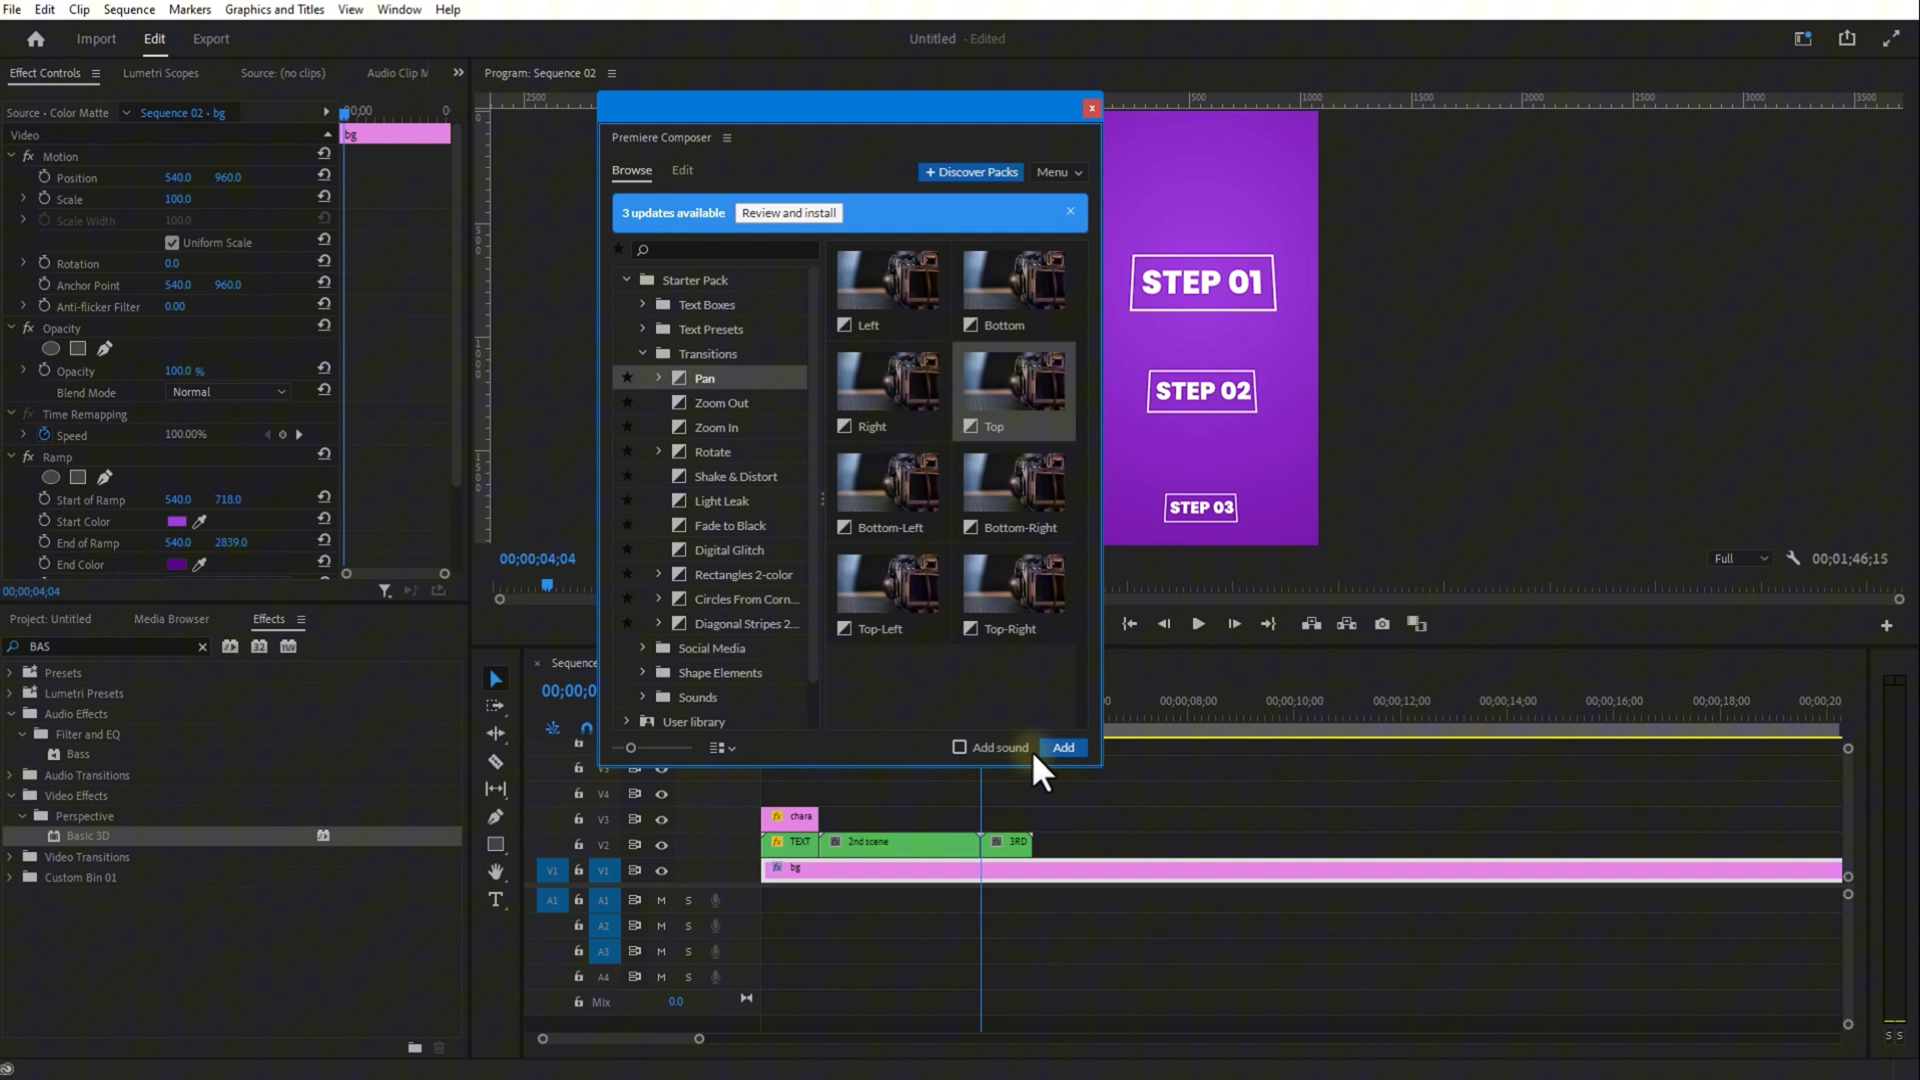 File Edit Clip Sequence Markers Graphics and Titles View Window Help
Import Edit Export
Untitled - Edited
Effect Controls Lumetri Scopes Source: (no clips) Audio Clip M
Program: Sequence 02
Source - Color Matte Sequence 02 - bg
Video
bg
Motion
Position 540.0 960.0
Scale 100.0
Scale Width 100.0
Uniform Scale
Rotation 0.0
Anchor Point 540.0 960.0
Anti-flicker Filter 0.00
Opacity
Opacity 100.0 %
Blend Mode Normal
Time Remapping
Speed 100.00%
Ramp
Start of Ramp 540.0 718.0
Start Color
End of Ramp 540.0 2839.0
End Color
00;00;04;04
2500 500 1000 1500 2000 2500 3000 3500
Premiere Composer
Browse Edit
+ Discover Packs Menu
3 updates available Review and install
Starter Pack
Text Boxes
Text Presets
Transitions
Pan
Zoom Out
Zoom In
Rotate
Shake & Distort
Light Leak
Fade to Black
Digital Glitch
Rectangles 2-color
Circles From Corn...
Diagonal Stripes 2...
Social Media
Shape Elements
Sounds
User library
Left Bottom
Right Top
Bottom-Left Bottom-Right
Top-Left Top-Right
Add sound Add
STEP 01
STEP 02
STEP 03
00;00;04;04
Full 00;01;46;15
Project: Untitled Media Browser Effects
BAS
32 YUV
Presets
Lumetri Presets
Audio Effects
Filter and EQ
Bass
Audio Transitions
Video Effects
Perspective
Basic 3D
Video Transitions
Custom Bin 01
Sequence
00;00;0
00;00;08;00 00;00;10;00 00;00;12;00 00;00;14;00 00;00;16;00 00;00;18;00 00;00;20
V4
V3 chara
V2 TEXT 2nd scene 3RD
V1 V1 bg
A1 A1 M S
A2 M S
A3 M S
A4 M S
Mix 0.0
S S